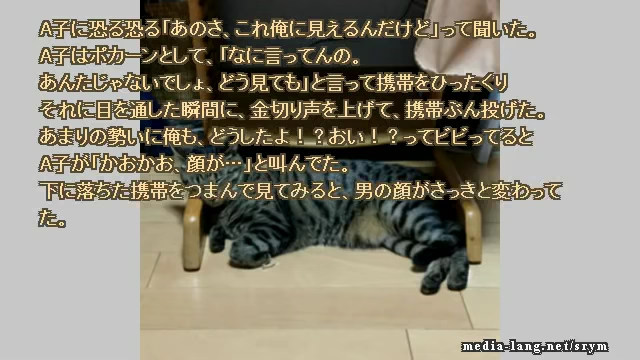 A子に恐る恐る「あのさ、これ俺に見えるんだけど」って聞いた。
A子はポカーンとして、「なに言ってんの。
あんたじゃないでしょ、どう見ても」と言って携帯をひったくり
それに目を通した瞬間に、金切り声を上げて、携帯ぶん投げた。
あまりの勢いに俺も、どうしたよ！？おい！？ってビビってると
A子が「かおかお、顔が…」と叫んでた。
下に落ちた携帯をつまんで見てみると、男の顔がさっきと変わって
た。
media-lang.net/srym